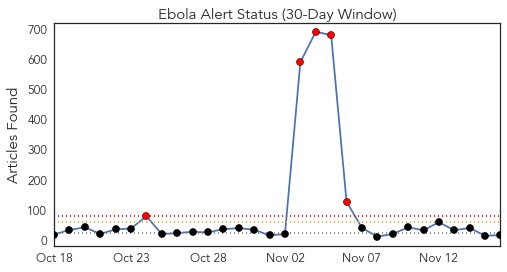 Ebola Alert Status (30-Day Window)
Articles Found
700
600
500
400
300
200
100
0
Oct 18 Oct 23 Oct 28 Nov 02 Nov 07 Nov 12